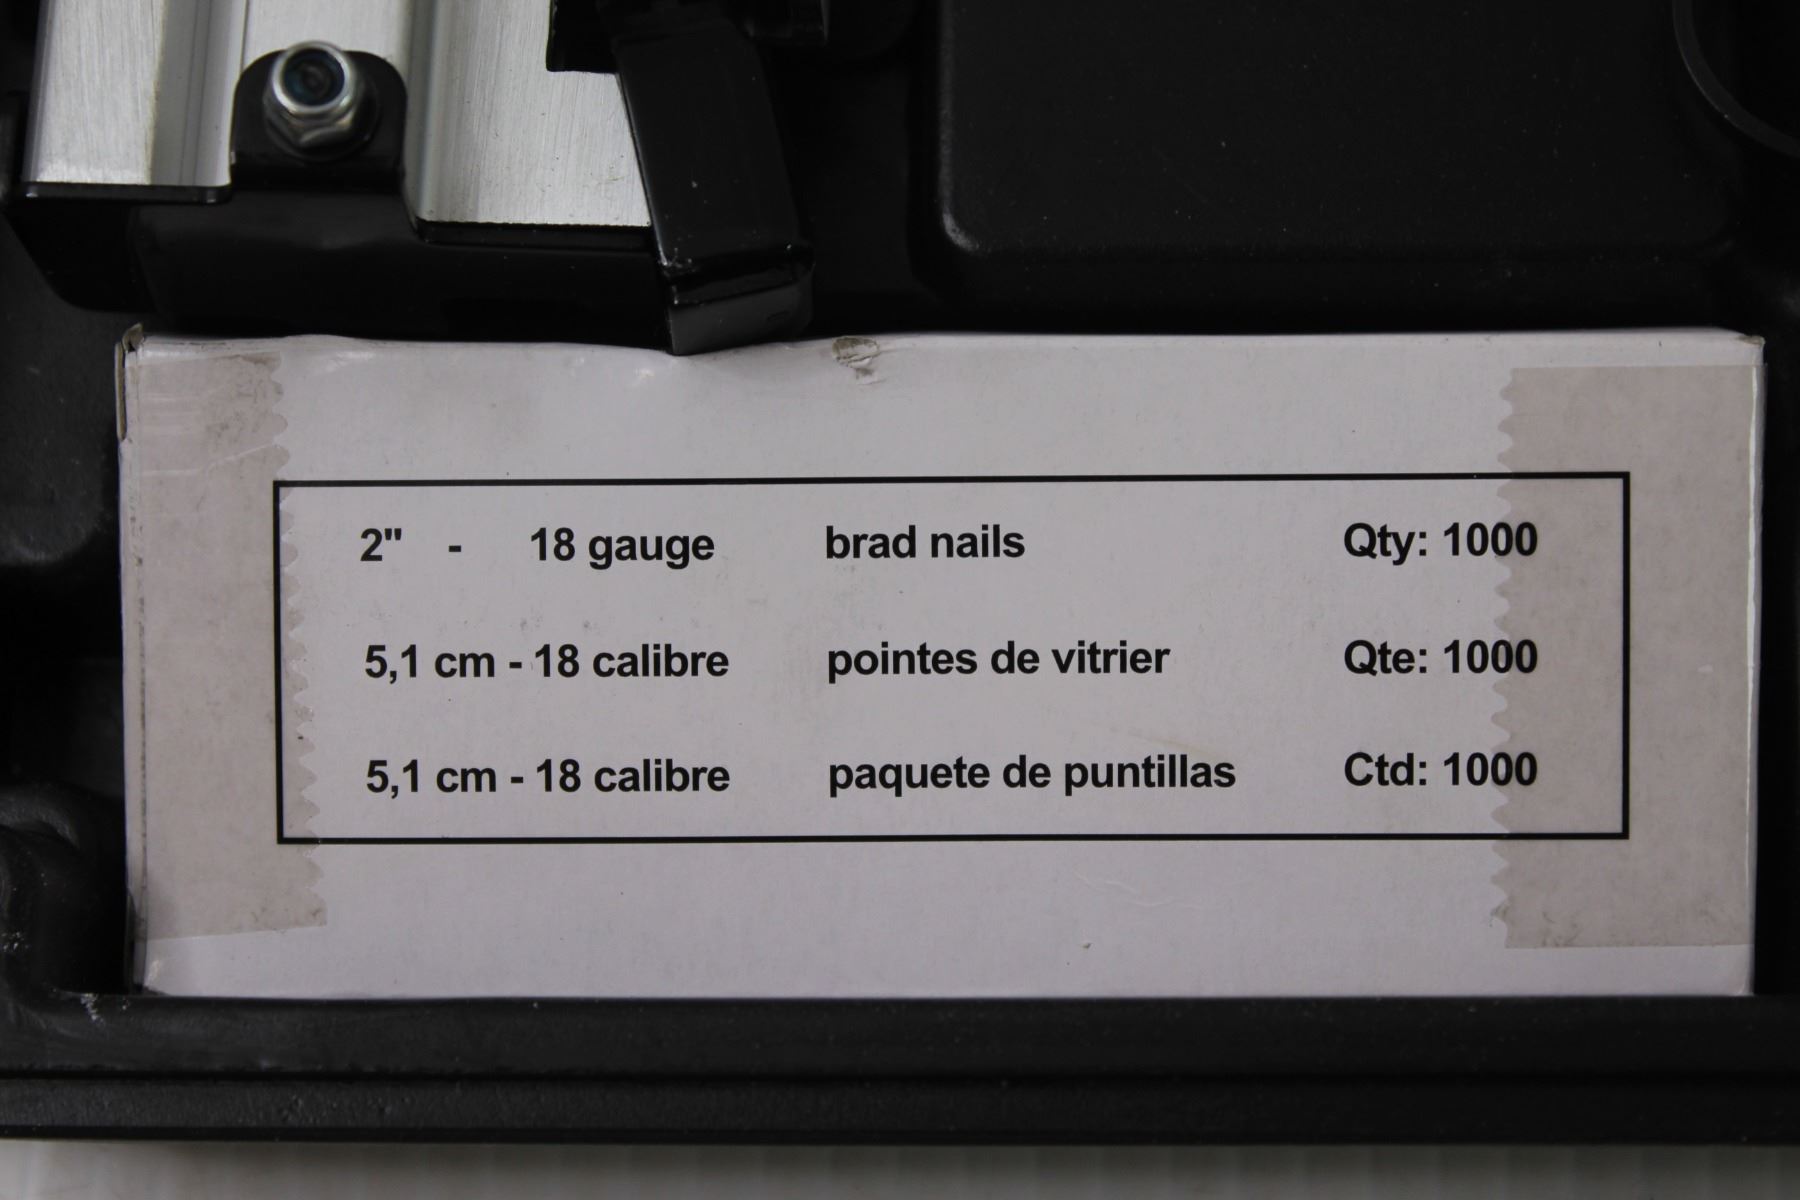 2" - 18 gauge brad nails Qty: 1000
5,1 cm - 18 calibre pointes de vitrier Qte: 1000
5,1 cm - 18 calibre paquete de puntillas Ctd: 1000